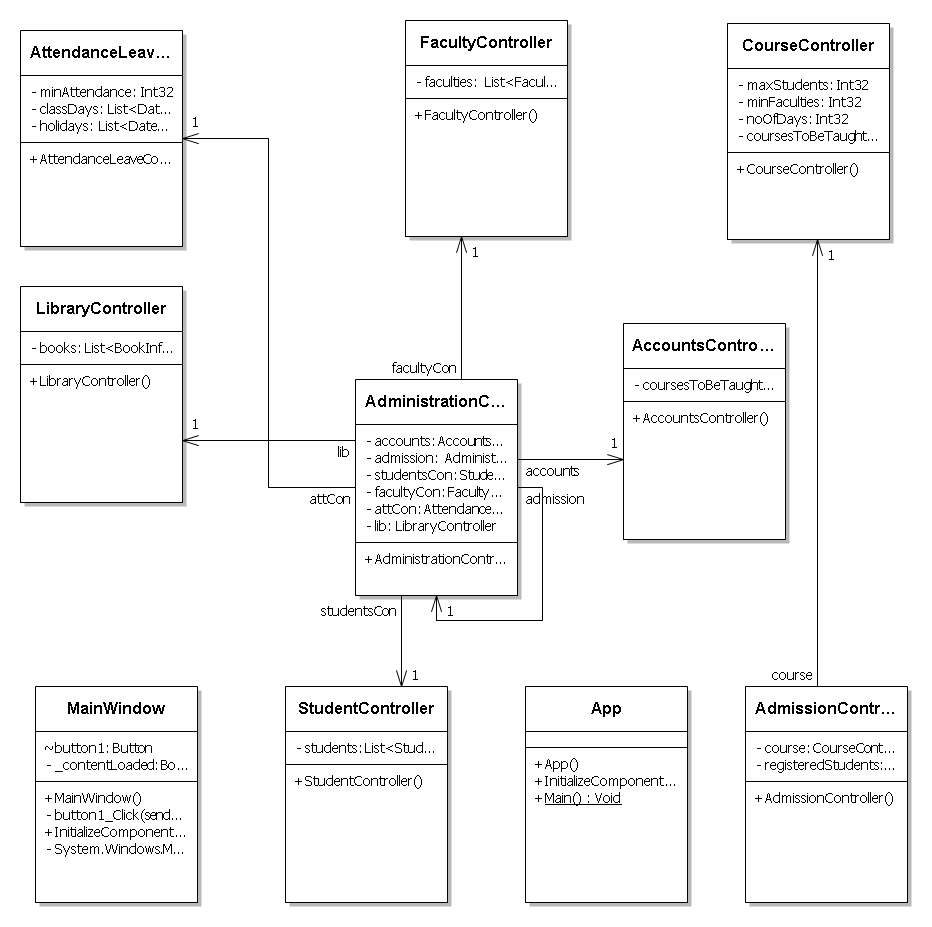 AttendanceLeav...
- minAttendance: Int32
- classDays: List<Dat...
- holidays: List<Date...
+ AttendanceLeaveCo...
FacultyController
- faculties: List<Facul...
+ FacultyController()
CourseController
- maxStudents: Int32
- minFaculties: Int32
- noOfDays: Int32
- coursesToBeTaught...
+ CourseController()
1
1
1
LibraryController
- books: List<BookInf...
+ LibraryController()
AccountsContro...
- coursesToBeTaught...
+ AccountsController()
facultyCon
AdministrationC...
- accounts: Accounts...
- admission: Administ...
- studentsCon: Stude...
- facultyCon: Faculty...
- attCon: Attendance...
- lib: LibraryController
+ AdministrationContr...
1
lib
1
accounts
attCon
admission
studentsCon
1
1
course
MainWindow
~ button1: Button
- _contentLoaded: Bo...
+ MainWindow()
- button1_Click(send...
+ InitializeComponent...
- System.Windows.M...
StudentController
- students: List<Stud...
+ StudentController()
App
+ App()
+ InitializeComponent...
+ Main() : Void
AdmissionContr...
- course: CourseCont...
- registeredStudents:...
+ AdmissionController()